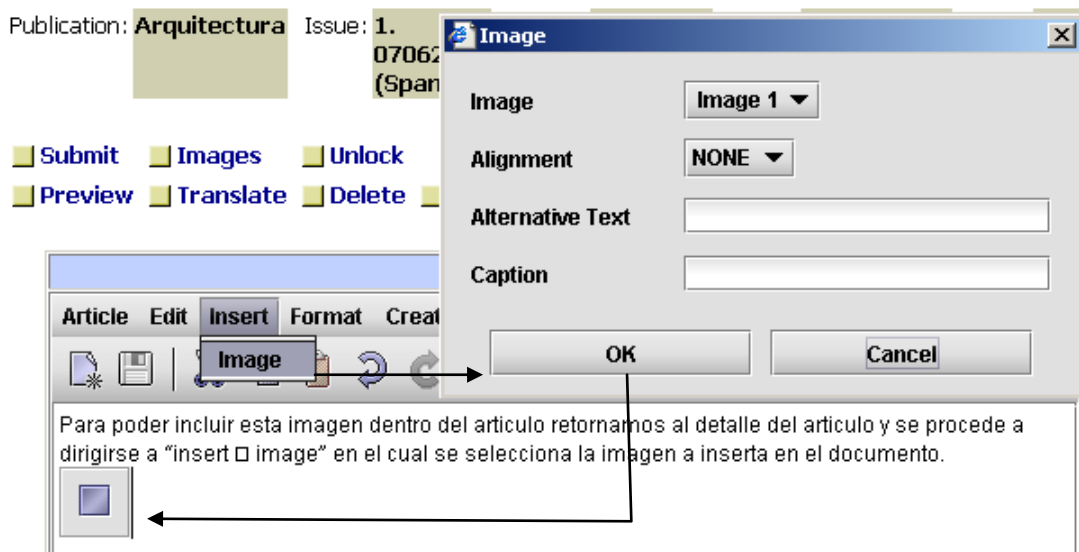 Publication: Arquitectura Issue: 1.
07062
(Span
Submit Images Unlock
Preview Translate Delete
Image
Image Image 1
Alignment NONE
Alternative Text
Caption
OK Cancel
Article Edit Insert Format Creat
Image
Para poder incluir esta imagen dentro del articulo retornamos al detalle del articulo y se procede a
dirigirse a “insert □ image” en el cual se selecciona la imagen a inserta en el documento.